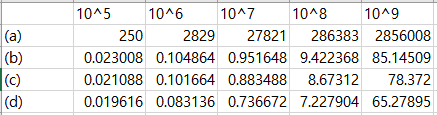 10^5 10^6 10^7 10^8 10^9
(a) 250 2829 27821 286383 2856008
(b) 0.023008 0.104864 0.951648 9.422368 85.14509
(c) 0.021088 0.101664 0.883488 8.67312 78.372
(d) 0.019616 0.083136 0.736672 7.227904 65.27895